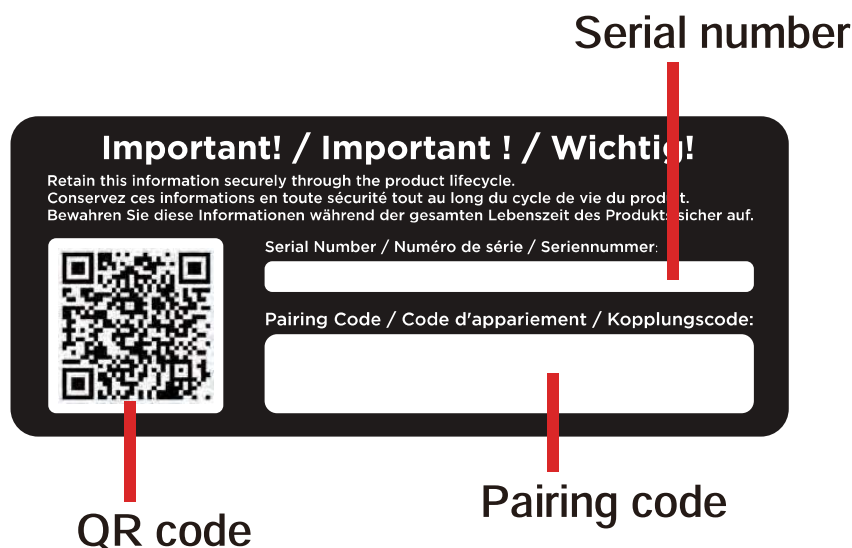 Serial number
Important! / Important ! / Wichtig!
Retain this information securely through the product lifecycle.
Conservez ces informations en toute sécurité tout au long du cycle de vie du produit.
Bewahren Sie diese Informationen während der gesamten Lebenszeit des Produkts sicher auf.
Serial Number / Numéro de série / Seriennummer:
Pairing Code / Code d'appariement / Kopplungscode:
Pairing code
QR code